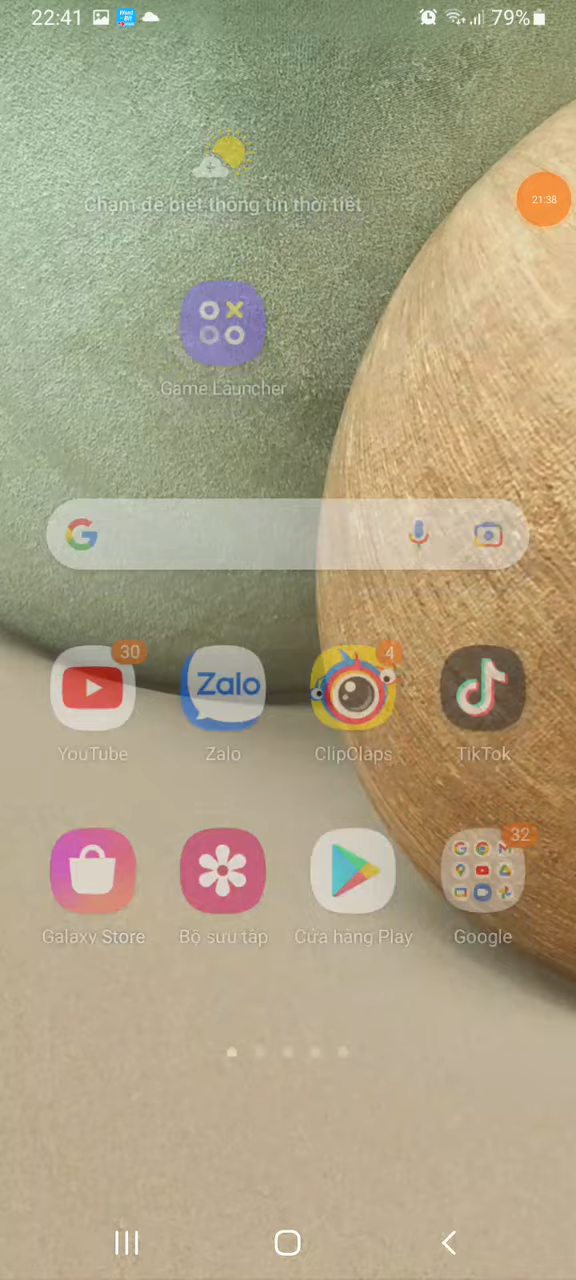 22:41
79%
Chạm để biết thông tin thời tiết
21:38
Game Launcher
30
4
Zalo
YouTube
Zalo
ClipClaps
TikTok
32
Galaxy Store
Bộ sưu tập
Cửa hàng Play
Google